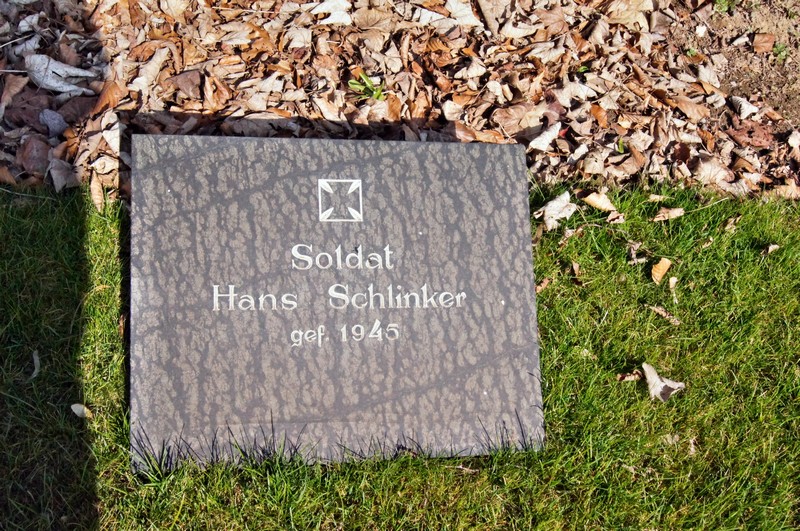 Soldat
Hans Schlinker
gef. 1945